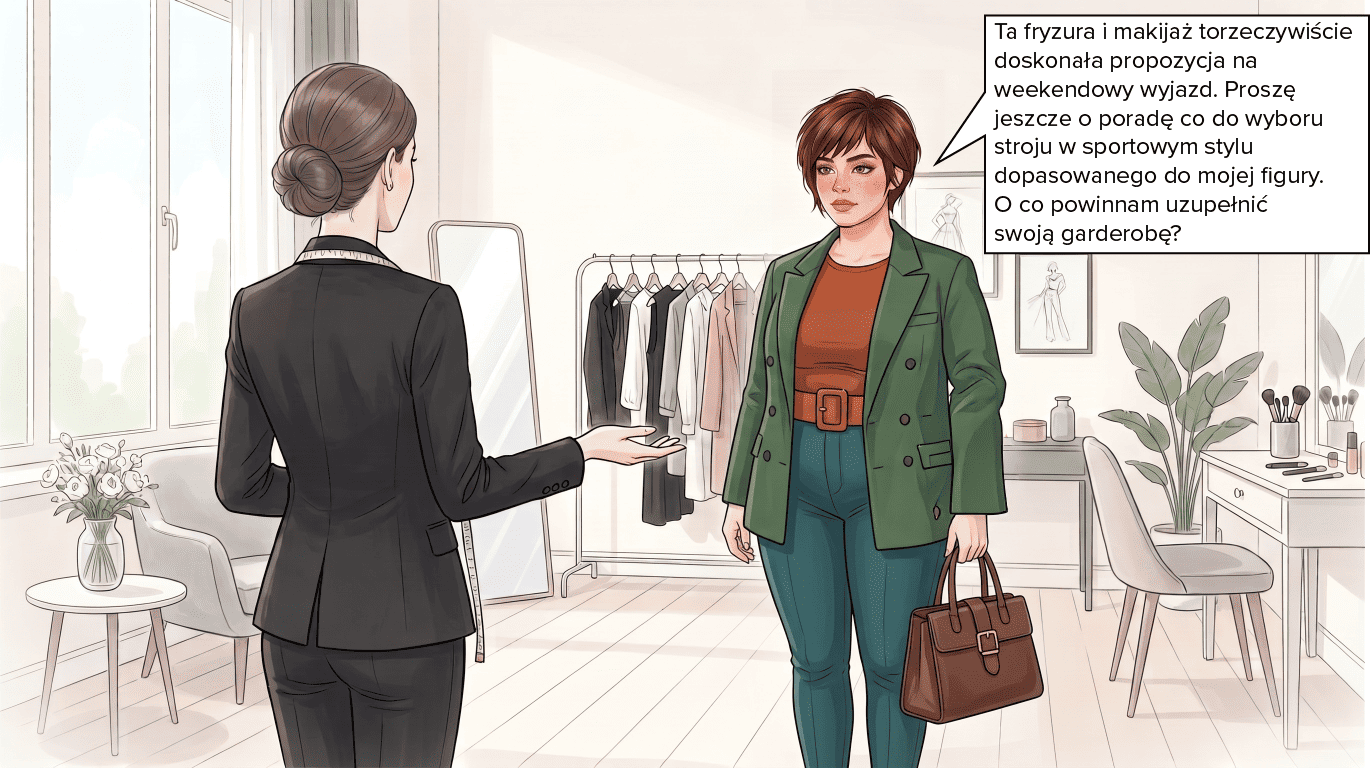 Ta fryzura i makijaż torzeczywiście
doskonała propozycja na
weekendowy wyjazd. Proszę
jeszcze o poradę co do wyboru
stroju w sportowym stylu
dopasowanego do mojej figury.
O co powinnam uzupełnić
swoją garderobę?